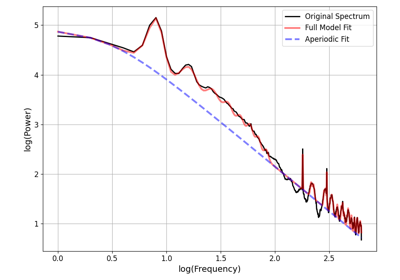 Original Spectrum
Full Model Fit
Aperiodic Fit
log(Power)
5
4
3
2
1
0.0
0.5
1.0
1.5
2.0
2.5
log(Frequency)